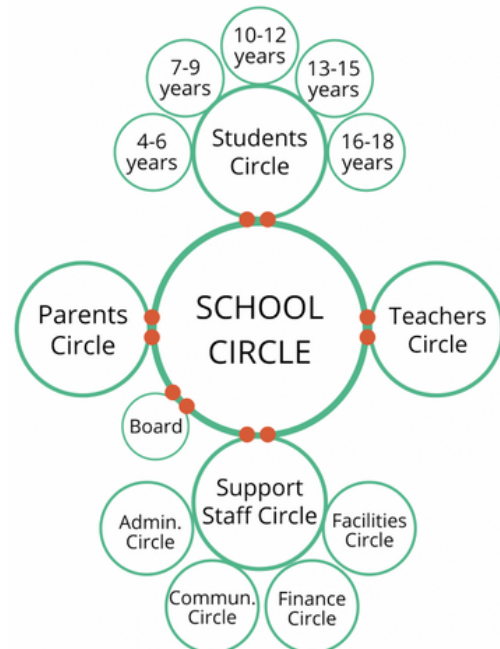 10-12
years
7-9
years
13-15
years
4-6
years
Students
Circle
16-18
years
Parents
Circle
SCHOOL
CIRCLE
Teachers
Circle
Board
Support
Staff Circle
Admin.
Circle
Facilities
Circle
Commun.
Circle
Finance
Circle